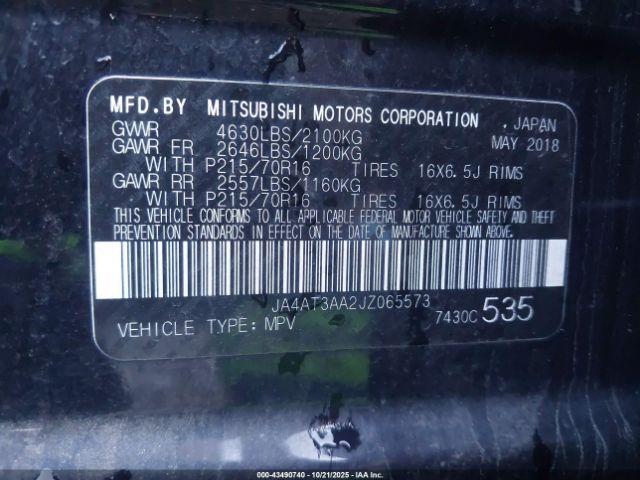 MFD.BY MITSUBISHI MOTORS CORPORATION . JAPAN
GVWR 4630LBS/2100KG MAY 2018
GAWR FR 2646LBS/1200KG
WITH P215/70R16 TIRES 16X6.5J RIMS
GAWR RR 2557LBS/1160KG
WITH P215/70R16 TIRES 16X6.5J RIMS
THIS VEHICLE CONFORMS TO ALL APPLICABLE FEDERAL MOTOR VEHICLE SAFETY AND THEFT
PREVENTION STANDARDS IN EFFECT ON THE DATE OF MANUFACTURE SHOWN ABOVE.
JA4AT3AA2JZ065573
VEHICLE TYPE: MPV 7430C 535
000-43490740 - 10/21/2025 - IAA Inc.